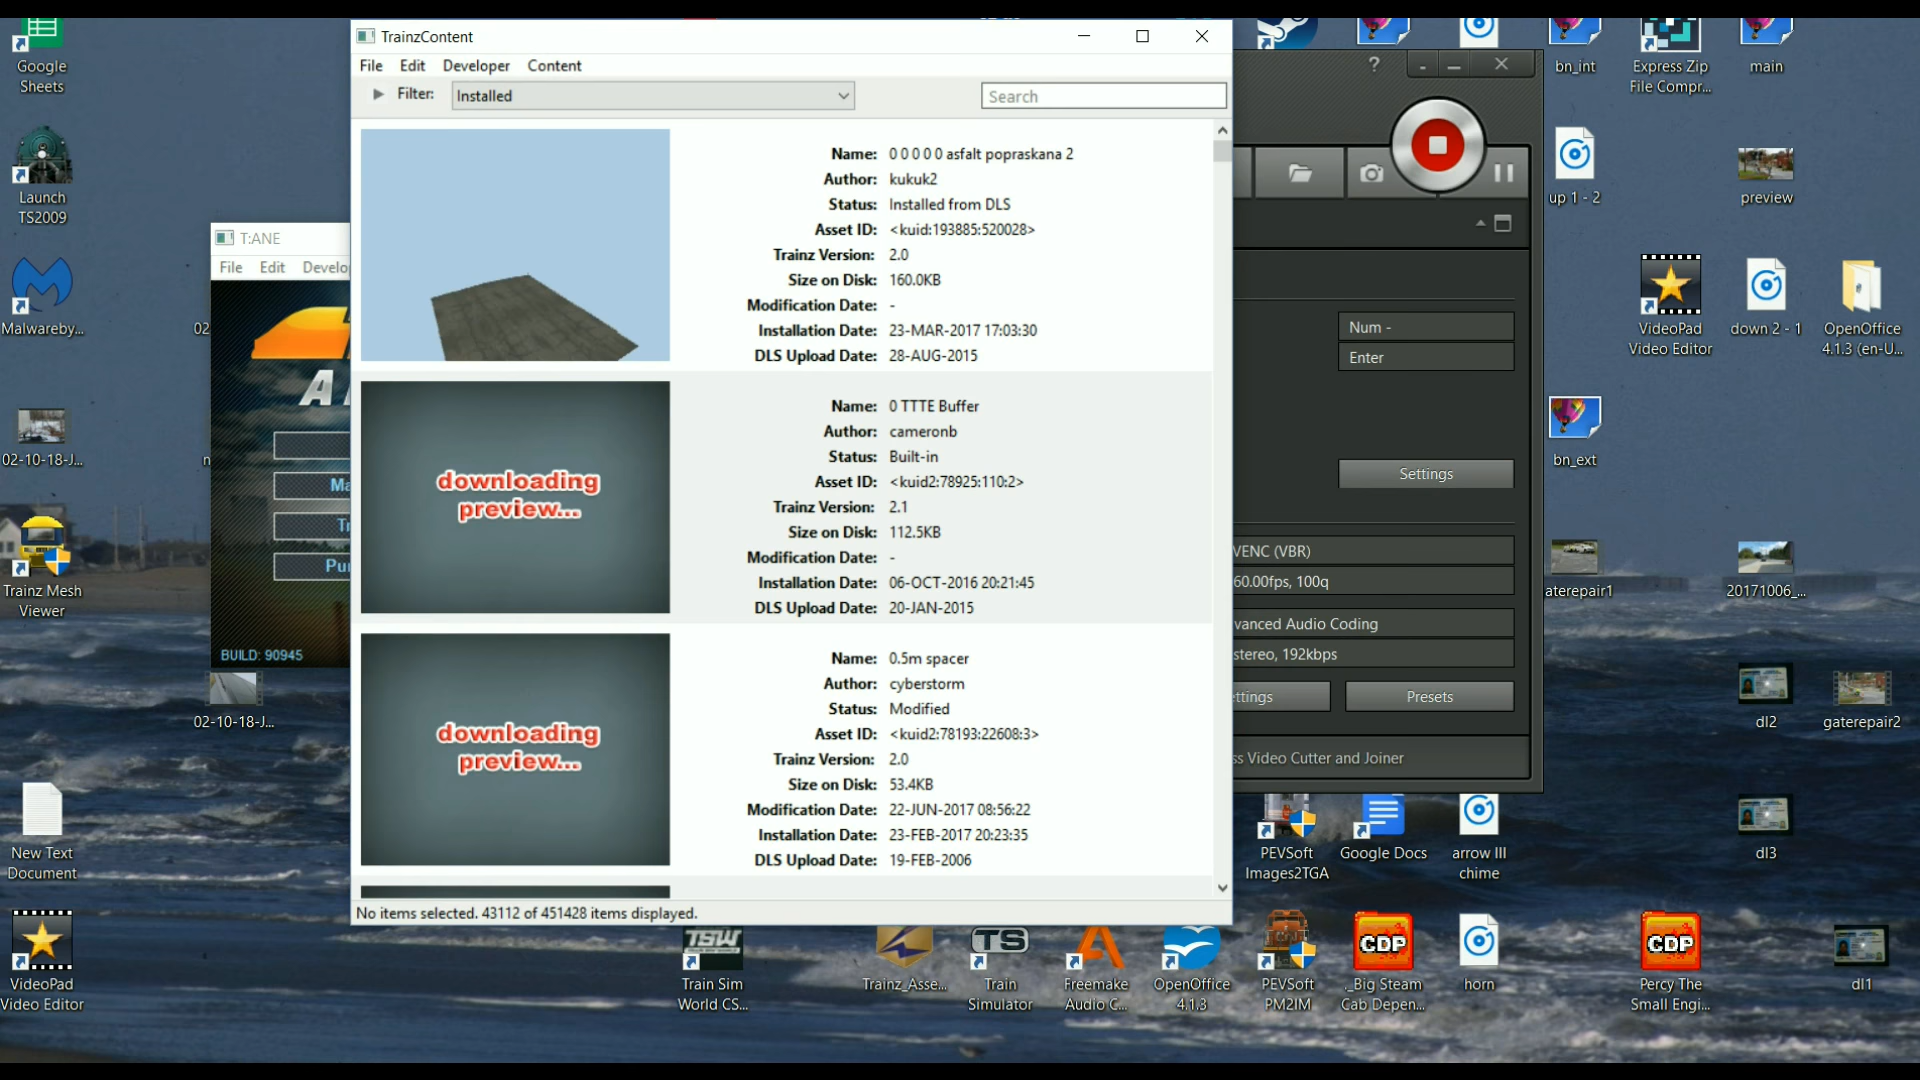 TrainzContent
File Edit Developer Content
Filter: Installed
Search
Name: 0 0 0 0 0 asfalt popraskana 2
Author: kukuk2
Status: Installed from DLS
Asset ID: <kuid:193885:520028>
Trainz Version: 2.0
Size on Disk: 160.0KB
Modification Date: -
Installation Date: 23-MAR-2017 17:03:30
DLS Upload Date: 28-AUG-2015
downloading
preview...
Name: 0 TTTE Buffer
Author: cameronb
Status: Built-in
Asset ID: <kuid2:78925:110:2>
Trainz Version: 2.1
Size on Disk: 112.5KB
Modification Date: -
Installation Date: 06-OCT-2016 20:21:45
DLS Upload Date: 20-JAN-2015
downloading
preview...
Name: 0.5m spacer
Author: cyberstorm
Status: Modified
Asset ID: <kuid2:78193:22608:3>
Trainz Version: 2.0
Size on Disk: 53.4KB
Modification Date: 22-JUN-2017 08:56:22
Installation Date: 23-FEB-2017 20:23:35
DLS Upload Date: 19-FEB-2006
No items selected. 43112 of 451428 items displayed.
T:ANE
File Edit Develo
A
Ma
Tr
Pu
BUILD: 90945
?
Num -
Enter
Settings
VENC (VBR)
60.00fps, 100q
vanced Audio Coding
stereo, 192kbps
ttings
Presets
ss Video Cutter and Joiner
Google
Sheets
Launch
TS2009
Malwareby...
02
02-10-18-J...
n
Trainz Mesh
Viewer
02-10-18-J...
New Text
Document
VideoPad
Video Editor
bn_int
Express Zip
File Compr...
main
up 1 - 2
preview
VideoPad
Video Editor
down 2 - 1
OpenOffice
4.1.3 (en-U...
bn_ext
aterepair1
20171006_...
dl2
gaterepair2
PEVSoft
Images2TGA
Google Docs
arrow III
chime
dl3
TSW
Train Sim
World CS...
Trainz_Asse...
TS
Train
Simulator
Freemake
Audio C...
OpenOffice
4.1.3
PEVSoft
PM2IM
CDP
._Big Steam
Cab Depen...
horn
CDP
Percy The
Small Engi...
dl1